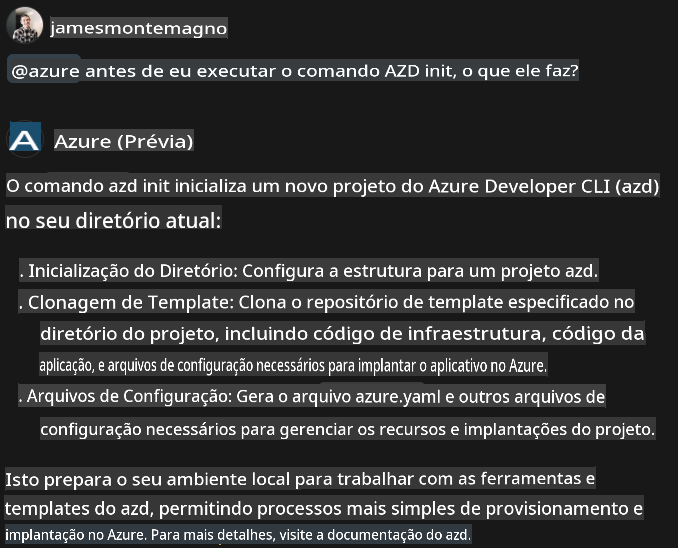 jamesmontemagno
@azure antes de eu executar o comando AZD init, o que ele faz?
Azure (Prévia)
O comando azd init inicializa um novo projeto do Azure Developer CLI (azd)
no seu diretório atual:
. Inicialização do Diretório: Configura a estrutura para um projeto azd.
. Clonagem de Template: Clona o repositório de template especificado no
diretório do projeto, incluindo código de infraestrutura, código da
aplicação, e arquivos de configuração necessários para implantar o aplicativo no Azure.
. Arquivos de Configuração: Gera o arquivo azure.yaml e outros arquivos de
configuração necessários para gerenciar os recursos e implantações do projeto.
Isto prepara o seu ambiente local para trabalhar com as ferramentas e
templates do azd, permitindo processos mais simples de provisionamento e
implantação no Azure. Para mais detalhes, visite a documentação do azd.